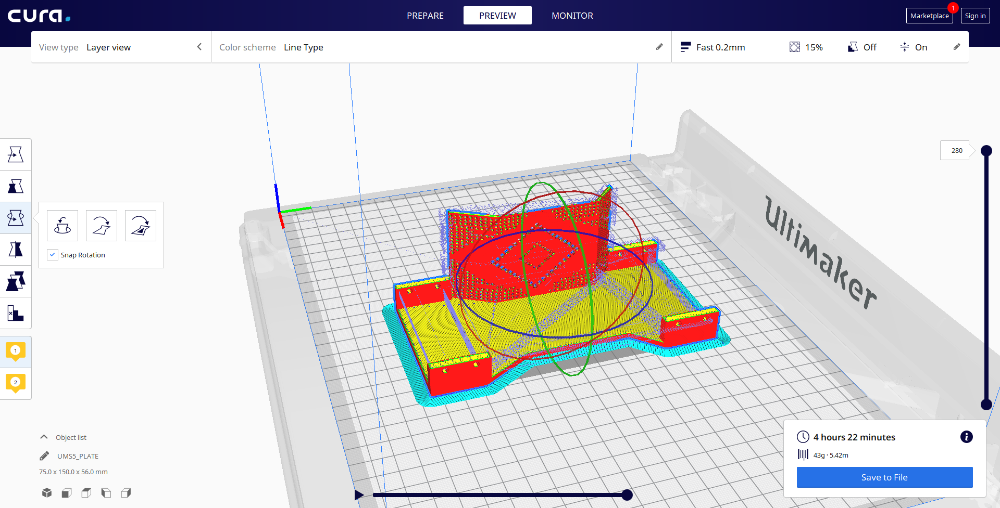 cura.
PREPARE
PREVIEW
MONITOR
Marketplace
1
Sign in
View type Layer view
Color scheme Line Type
Fast 0.2mm
15%
Off
On
280
Ultimaker
Snap Rotation
1
2
Object list
UMS5_PLATE
75.0 x 150.0 x 56.0 mm
4 hours 22 minutes
43g · 5.42m
Save to File